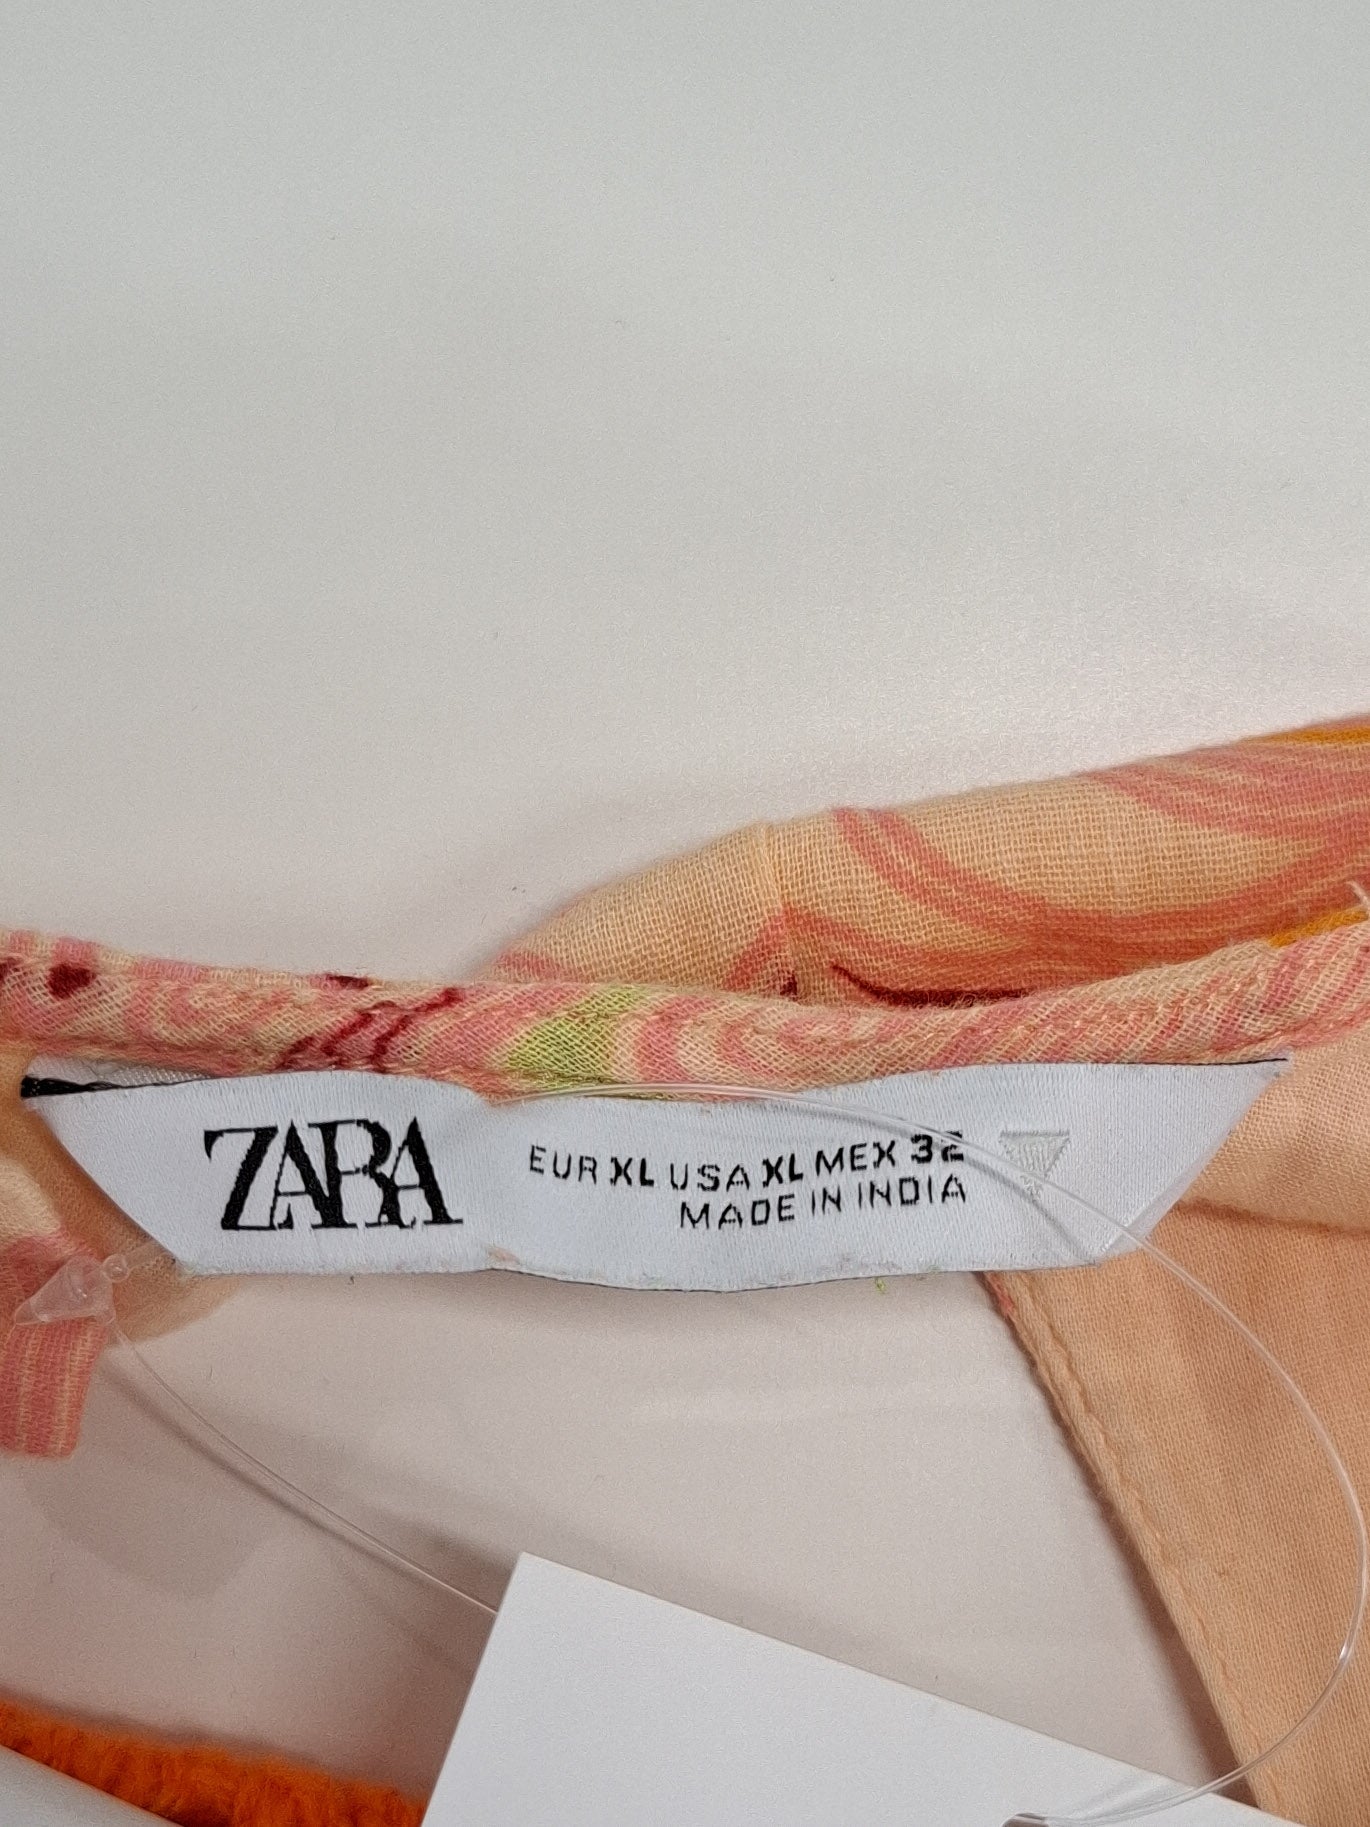 ZARA
EUR XL USA XL MEX 32
MADE IN INDIA